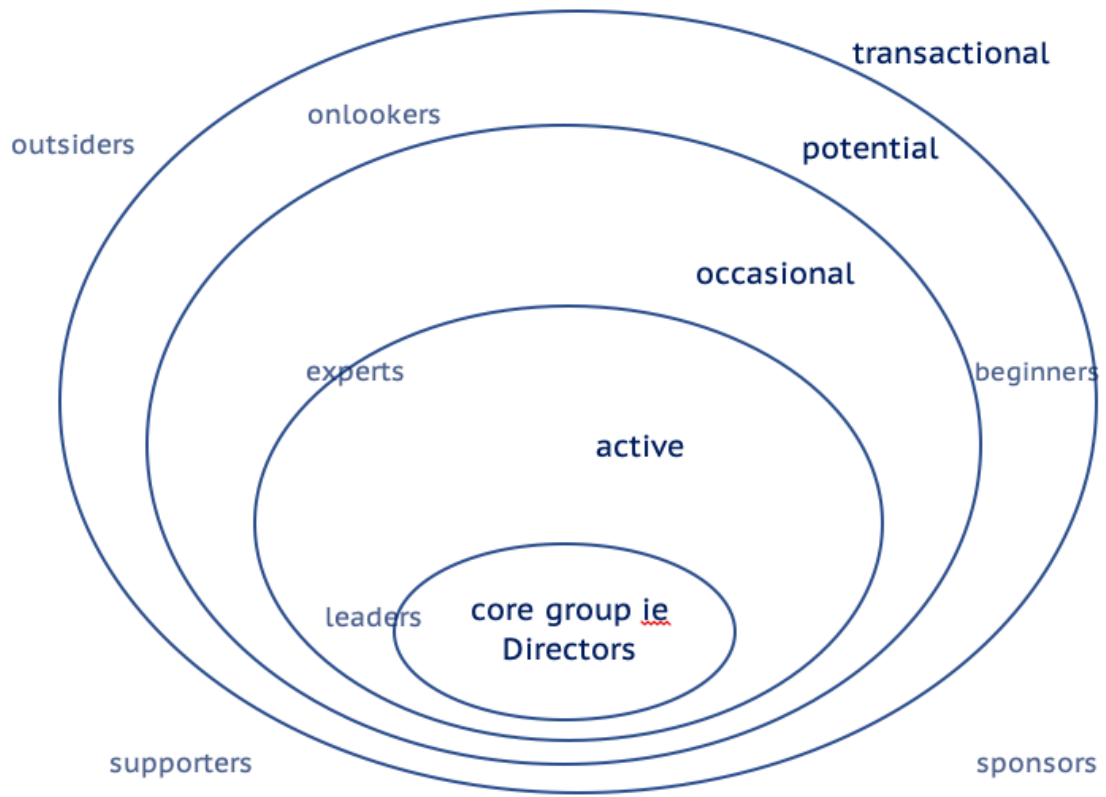 transactional
onlookers
outsiders
potential
occasional
experts
beginners
active
core group ie
Directors
leaders
supporters
sponsors